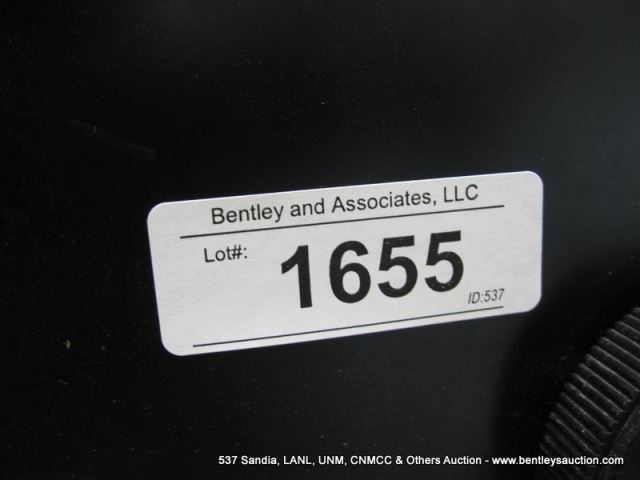 Bentley and Associates, LLC
Lot#:
1655
ID:537
537 Sandia, LANL, UNM, CNMCC & Others Auction - www.bentleysauction.com